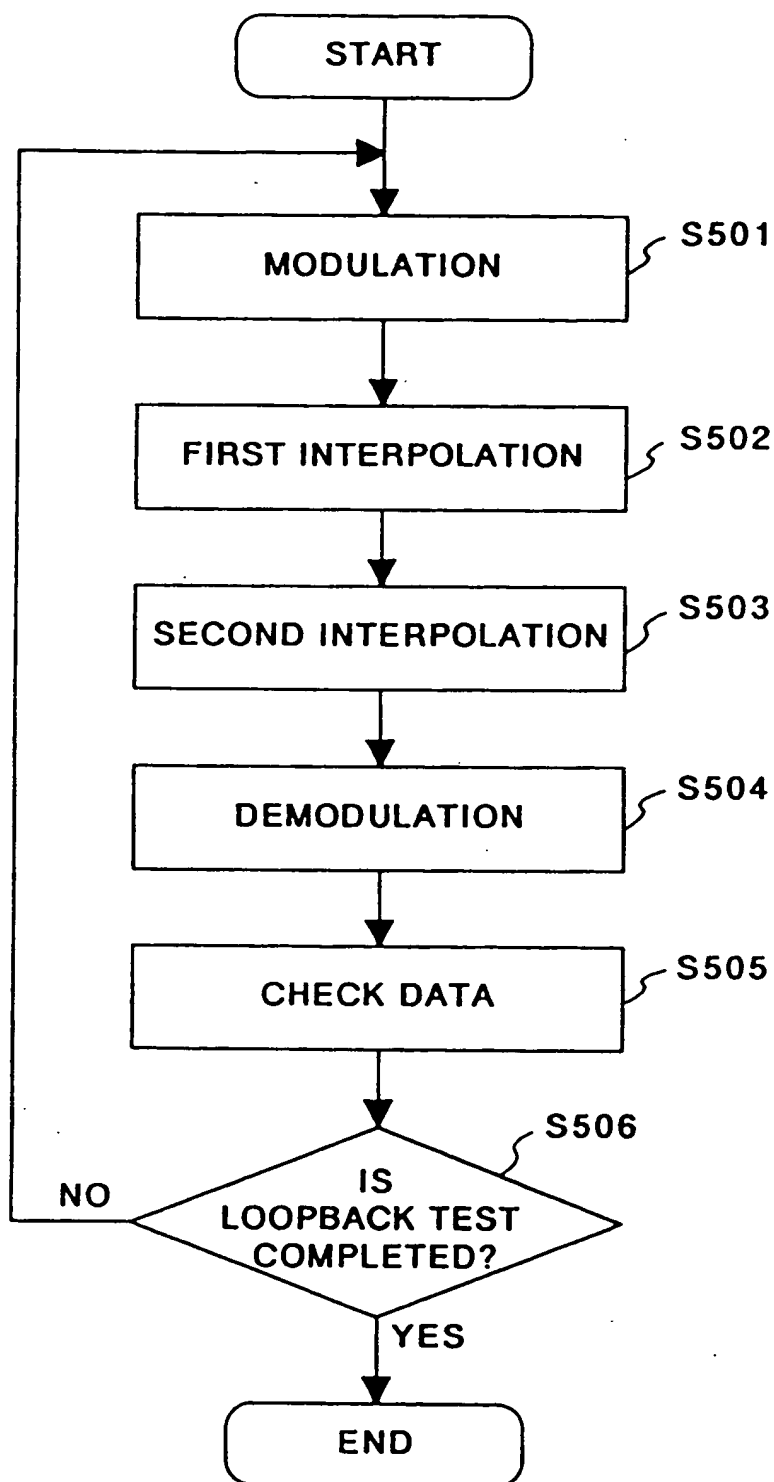 START
MODULATION
S501
FIRST INTERPOLATION
S502
SECOND INTERPOLATION
S503
DEMODULATION
S504
CHECK DATA
S505
S506
IS
LOOPBACK TEST
COMPLETED?
NO
YES
END